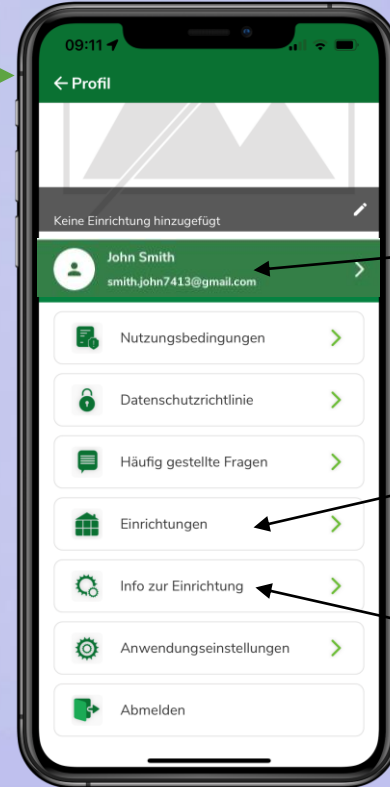 09:11
Profil
Keine Einrichtung hinzugefügt
John Smith
smith.john7413@gmail.com
Nutzungsbedingungen
Datenschutzrichtlinie
Häufig gestellte Fragen
Einrichtungen
Info zur Einrichtung
Anwendungseinstellungen
Abmelden